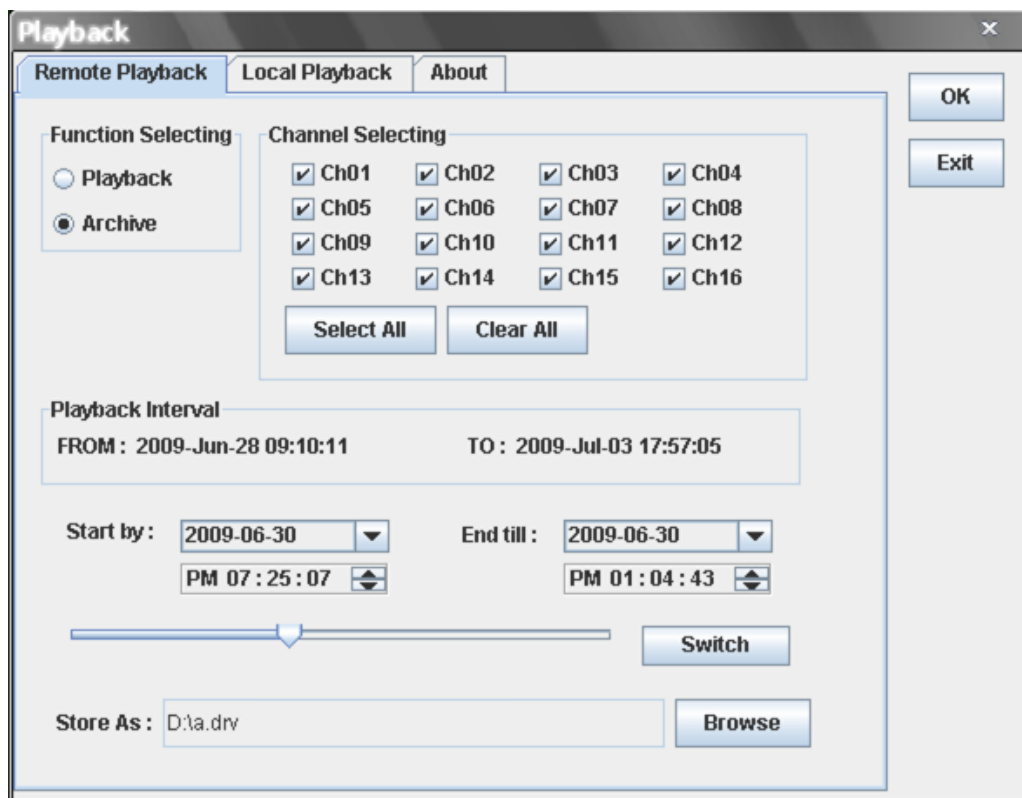 Playback
Remote Playback Local Playback About
OK
Exit
Function Selecting
Playback
Archive
Channel Selecting
Ch01 Ch02 Ch03 Ch04
Ch05 Ch06 Ch07 Ch08
Ch09 Ch10 Ch11 Ch12
Ch13 Ch14 Ch15 Ch16
Select All Clear All
Playback Interval
FROM : 2009-Jun-28 09:10:11 TO : 2009-Jul-03 17:57:05
Start by : 2009-06-30 End till : 2009-06-30
PM 07 : 25 : 07 PM 01 : 04 : 43
Switch
Store As : D:\a.drv Browse